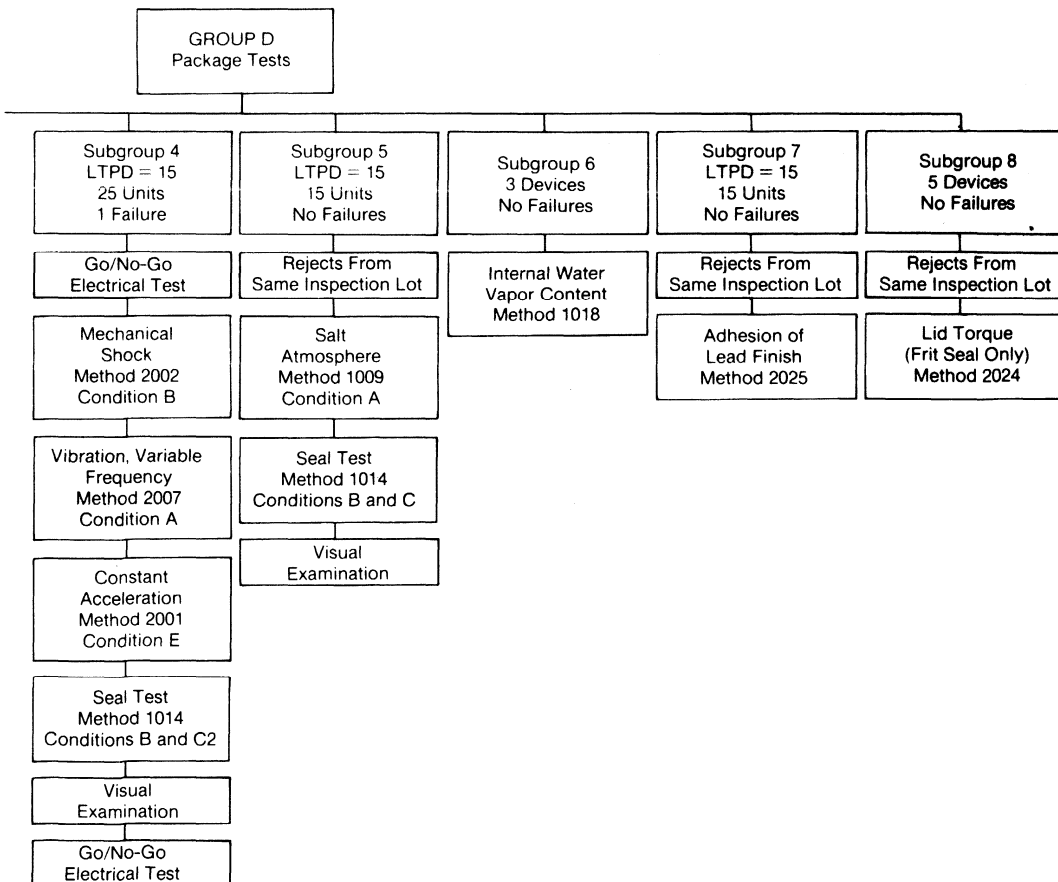 GROUP D
Package Tests
Subgroup 4
LTPD = 15
25 Units
1 Failure
Go/No-Go
Electrical Test
Mechanical
Shock
Method 2002
Condition B
Vibration, Variable
Frequency
Method 2007
Condition A
Constant
Acceleration
Method 2001
Condition E
Seal Test
Method 1014
Conditions B and C2
Visual
Examination
Go/No-Go
Electrical Test
Subgroup 5
LTPD = 15
15 Units
No Failures
Rejects From
Same Inspection Lot
Salt
Atmosphere
Method 1009
Condition A
Seal Test
Method 1014
Conditions B and C
Visual
Examination
Subgroup 6
3 Devices
No Failures
Internal Water
Vapor Content
Method 1018
Subgroup 7
LTPD = 15
15 Units
No Failures
Rejects From
Same Inspection Lot
Adhesion of
Lead Finish
Method 2025
Subgroup 8
5 Devices
No Failures
Rejects From
Same Inspection Lot
Lid Torque
(Frit Seal Only)
Method 2024